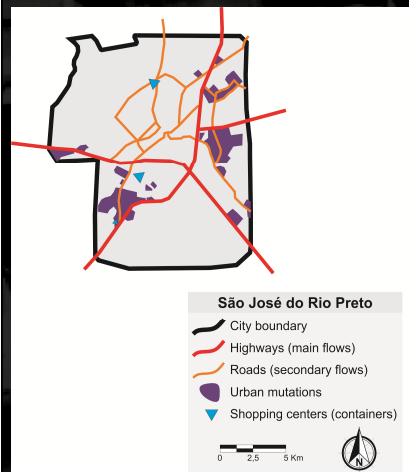 São José do Rio Preto
City boundary
Highways (main flows)
Roads (secondary flows)
Urban mutations
Shopping centers (containers)
0 2,5 5 Km
N